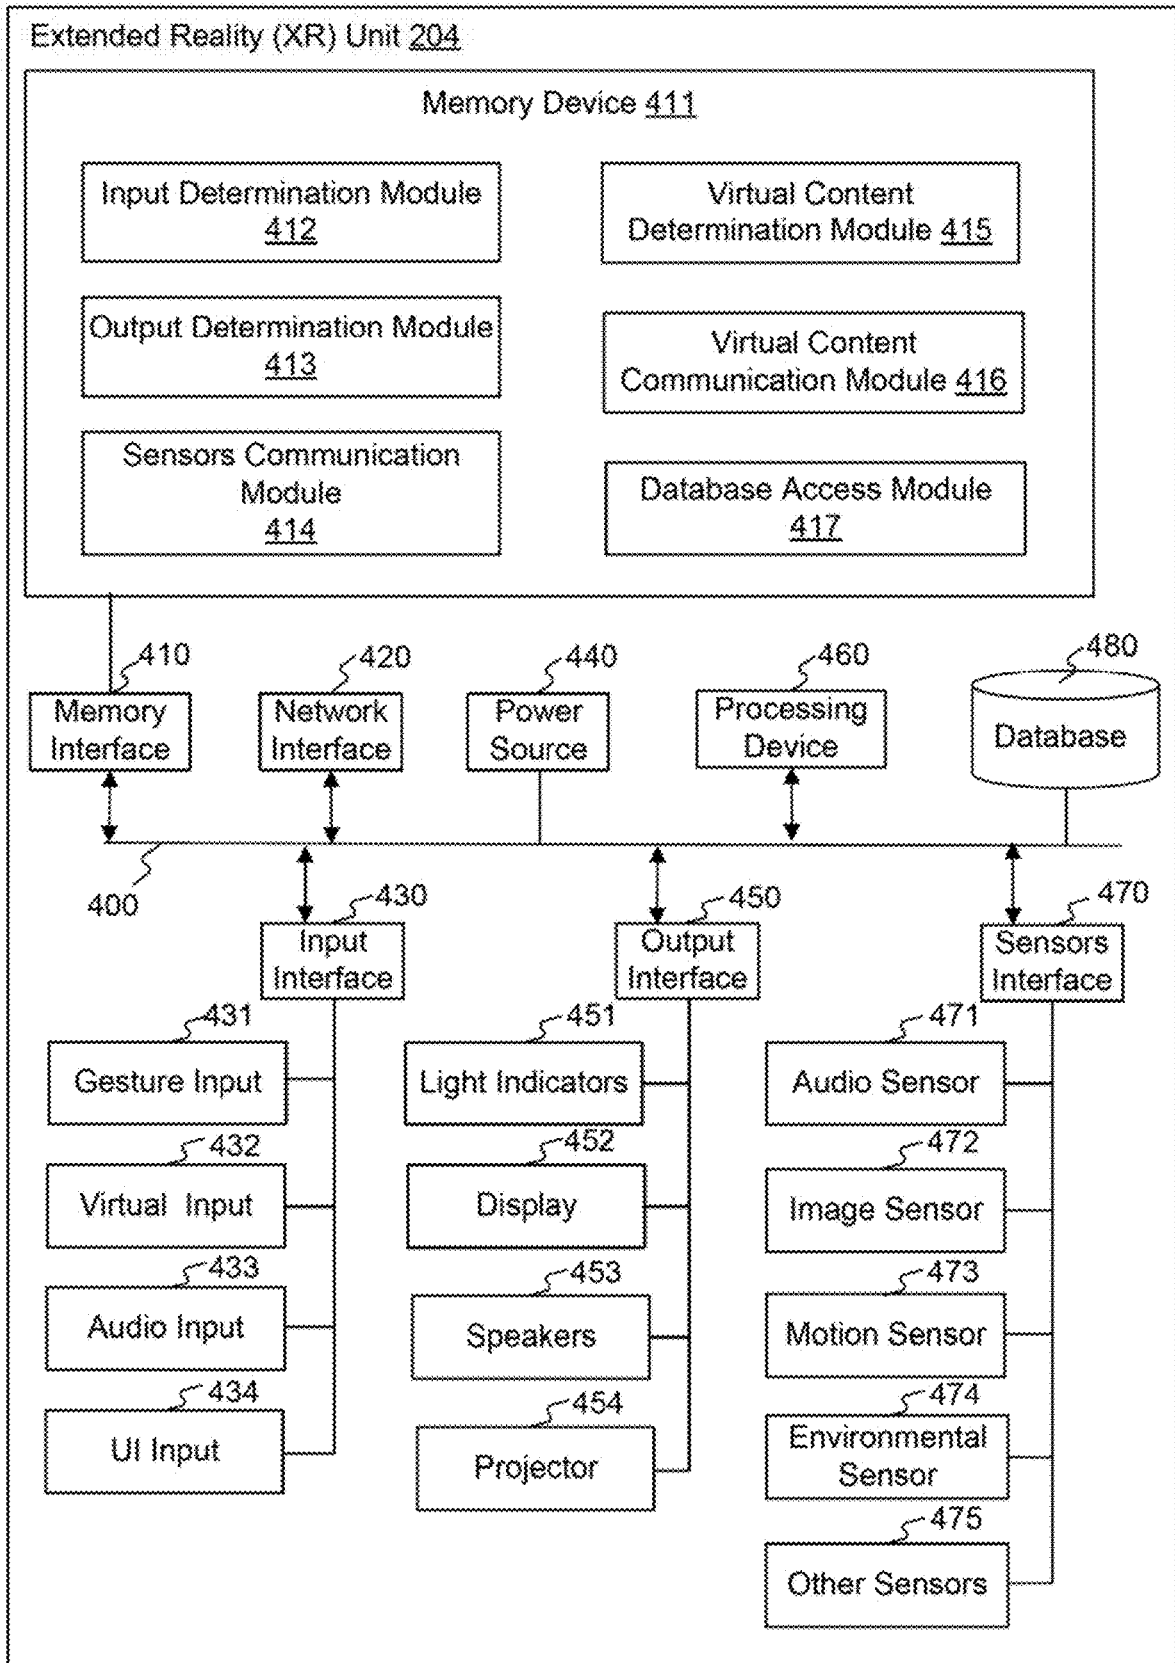 Extended Reality (XR) Unit 204
Memory Device 411
Input Determination Module
412
Virtual Content
Determination Module 415
Output Determination Module
413
Virtual Content
Communication Module 416
Sensors Communication
Module
414
Database Access Module
417
410
420
440
460
480
Memory
Interface
Network
Interface
Power
Source
Processing
Device
Database
400
430
450
470
Input
Interface
Output
Interface
Sensors
Interface
431
Gesture Input
432
Virtual Input
433
Audio Input
434
UI Input
451
Light Indicators
452
Display
453
Speakers
454
Projector
471
Audio Sensor
472
Image Sensor
473
Motion Sensor
474
Environmental
Sensor
475
Other Sensors